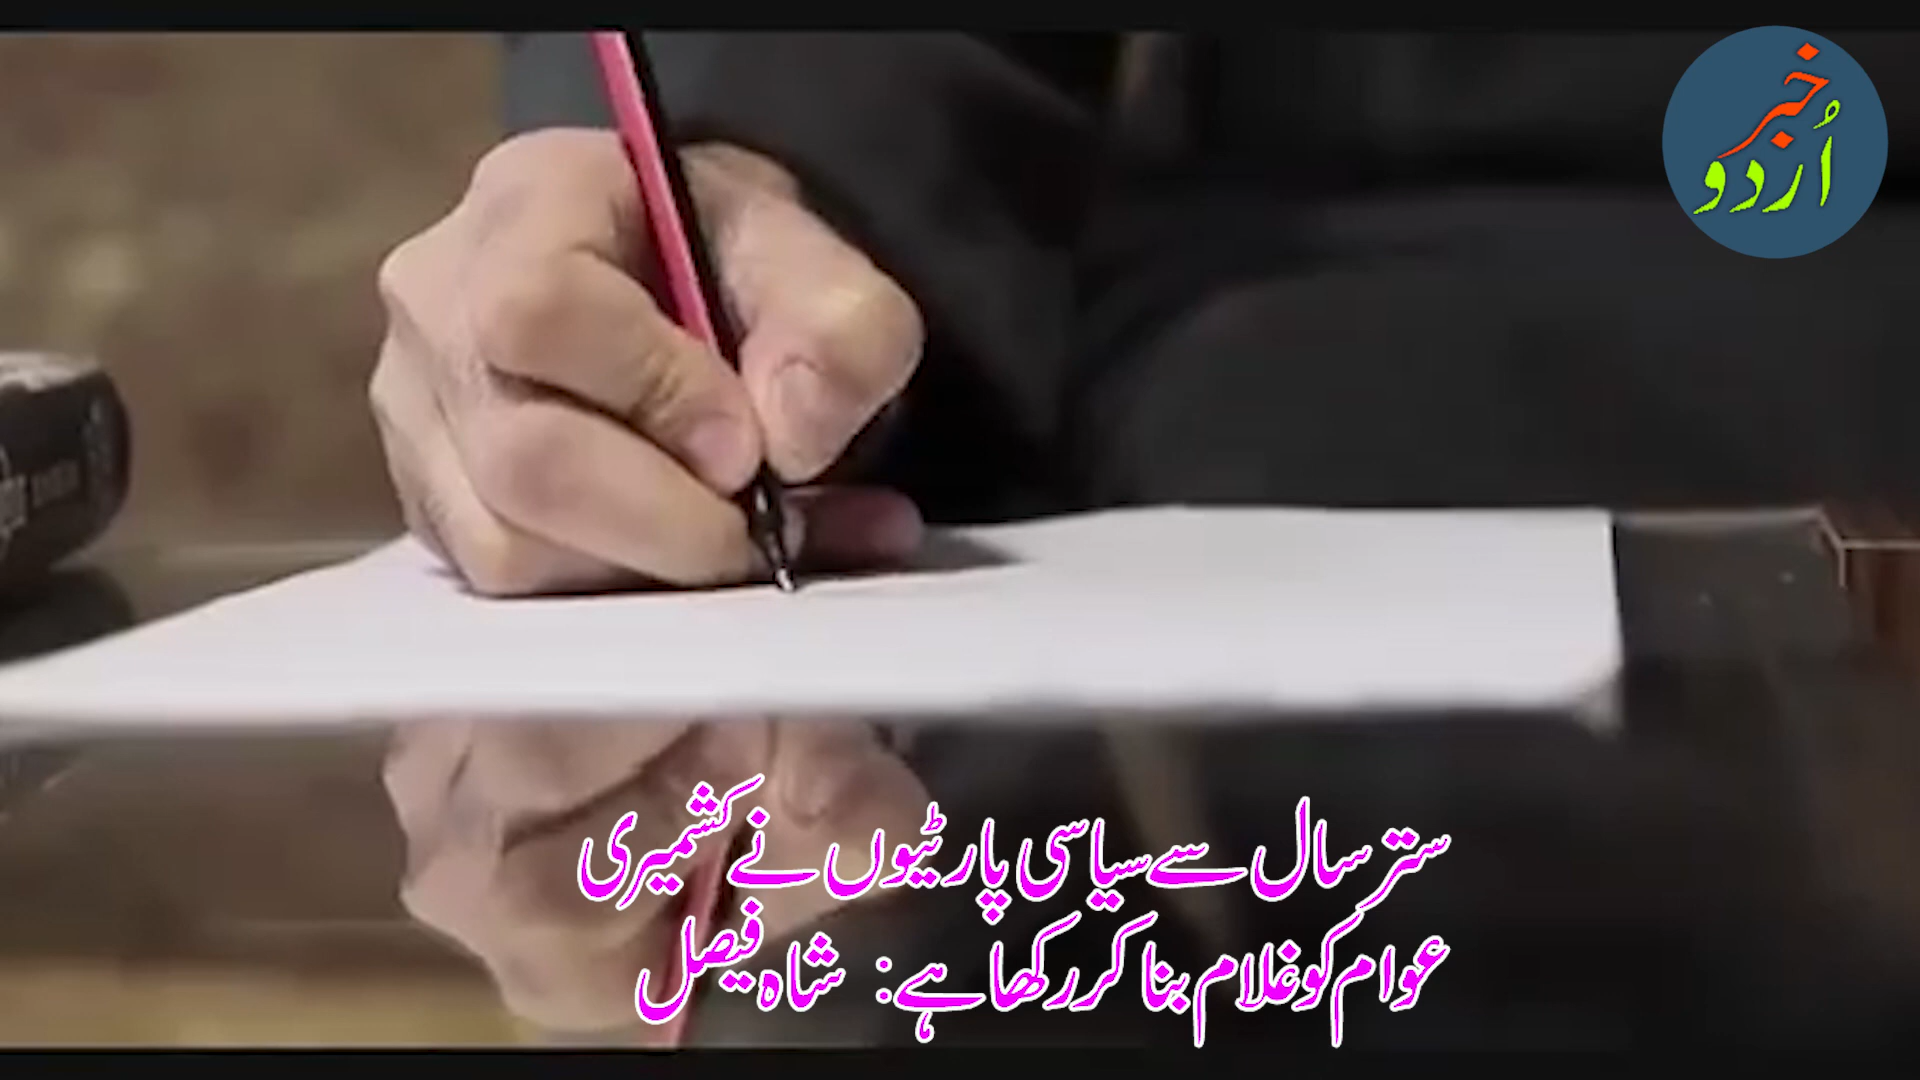 خبر
اُردو
ستر سال سے سیاسی پارٹیوں نے کشمیری
عوام کو غلام بنا کر رکھا ہے: شاہ فیصل